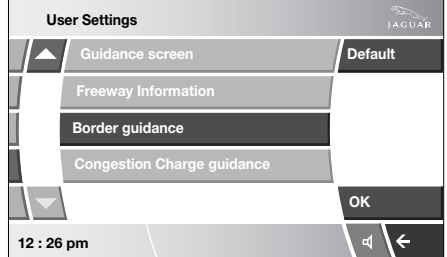 User Settings
JAGUAR
Guidance screen
Default
Freeway Information
Border guidance
Congestion Charge guidance
OK
12 : 26 pm